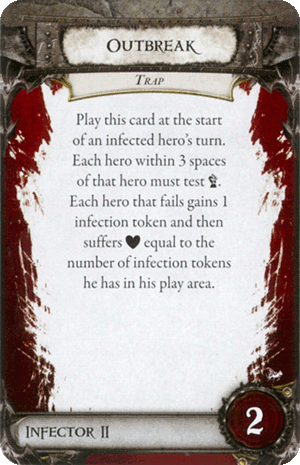 OUTBREAK
TRAP
Play this card at the start
of an infected hero's turn.
Each hero within 3 spaces
of that hero must test .
Each hero that fails gains 1
infection token and then
suffers ♥ equal to the
number of infection tokens
he has in his play area.
INFECTOR II
2